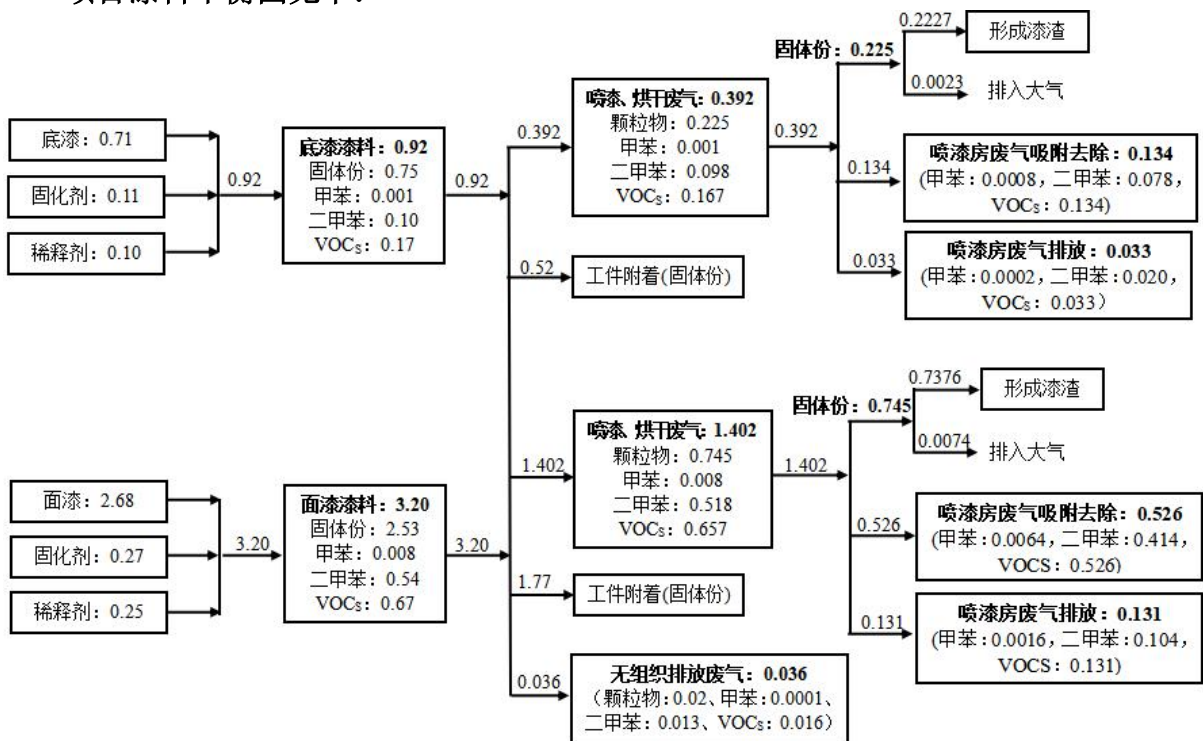 底漆：0.71
固化剂：0.11
稀释剂：0.10
0.92
底漆漆料：0.92
固体份：0.75
甲苯：0.001
二甲苯：0.10
VOCs：0.17
0.92
0.392
喷漆、烘干废气：0.392
颗粒物：0.225
甲苯：0.001
二甲苯：0.098
VOCs：0.167
0.392
固体份：0.225
0.2227
形成漆渣
0.0023
排入大气
0.134
喷漆房废气吸附去除：0.134
(甲苯：0.0008，二甲苯：0.078，
VOCs：0.134)
0.033
喷漆房废气排放：0.033
(甲苯：0.0002，二甲苯：0.020，
VOCs：0.033）
0.52
工件附着(固体份)
面漆：2.68
固化剂：0.27
稀释剂：0.25
3.20
面漆漆料：3.20
固体份：2.53
甲苯：0.008
二甲苯：0.54
VOCs：0.67
3.20
1.402
喷漆、烘干废气：1.402
颗粒物：0.745
甲苯：0.008
二甲苯：0.518
VOCs：0.657
1.402
固体份：0.745
0.7376
形成漆渣
0.0074
排入大气
0.526
喷漆房废气吸附去除：0.526
(甲苯：0.0064，二甲苯：0.414，
VOCS：0.526)
0.131
喷漆房废气排放：0.131
(甲苯：0.0016，二甲苯：0.104，
VOCS：0.131)
1.77
工件附着(固体份)
0.036
无组织排放废气：0.036
（颗粒物：0.02、甲苯：0.0001、
二甲苯：0.013、VOCs：0.016）